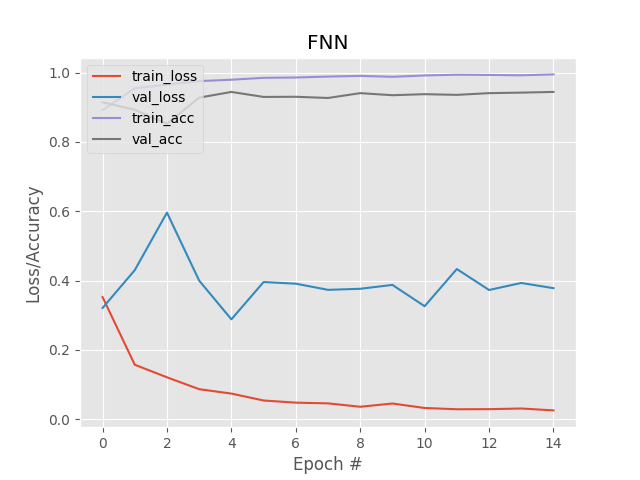 FNN
train_loss
val_loss
train_acc
val_acc
1.0
0.8
0.6
0.4
0.2
0.0
Loss/Accuracy
0 2 4 6 8 10 12 14
Epoch #